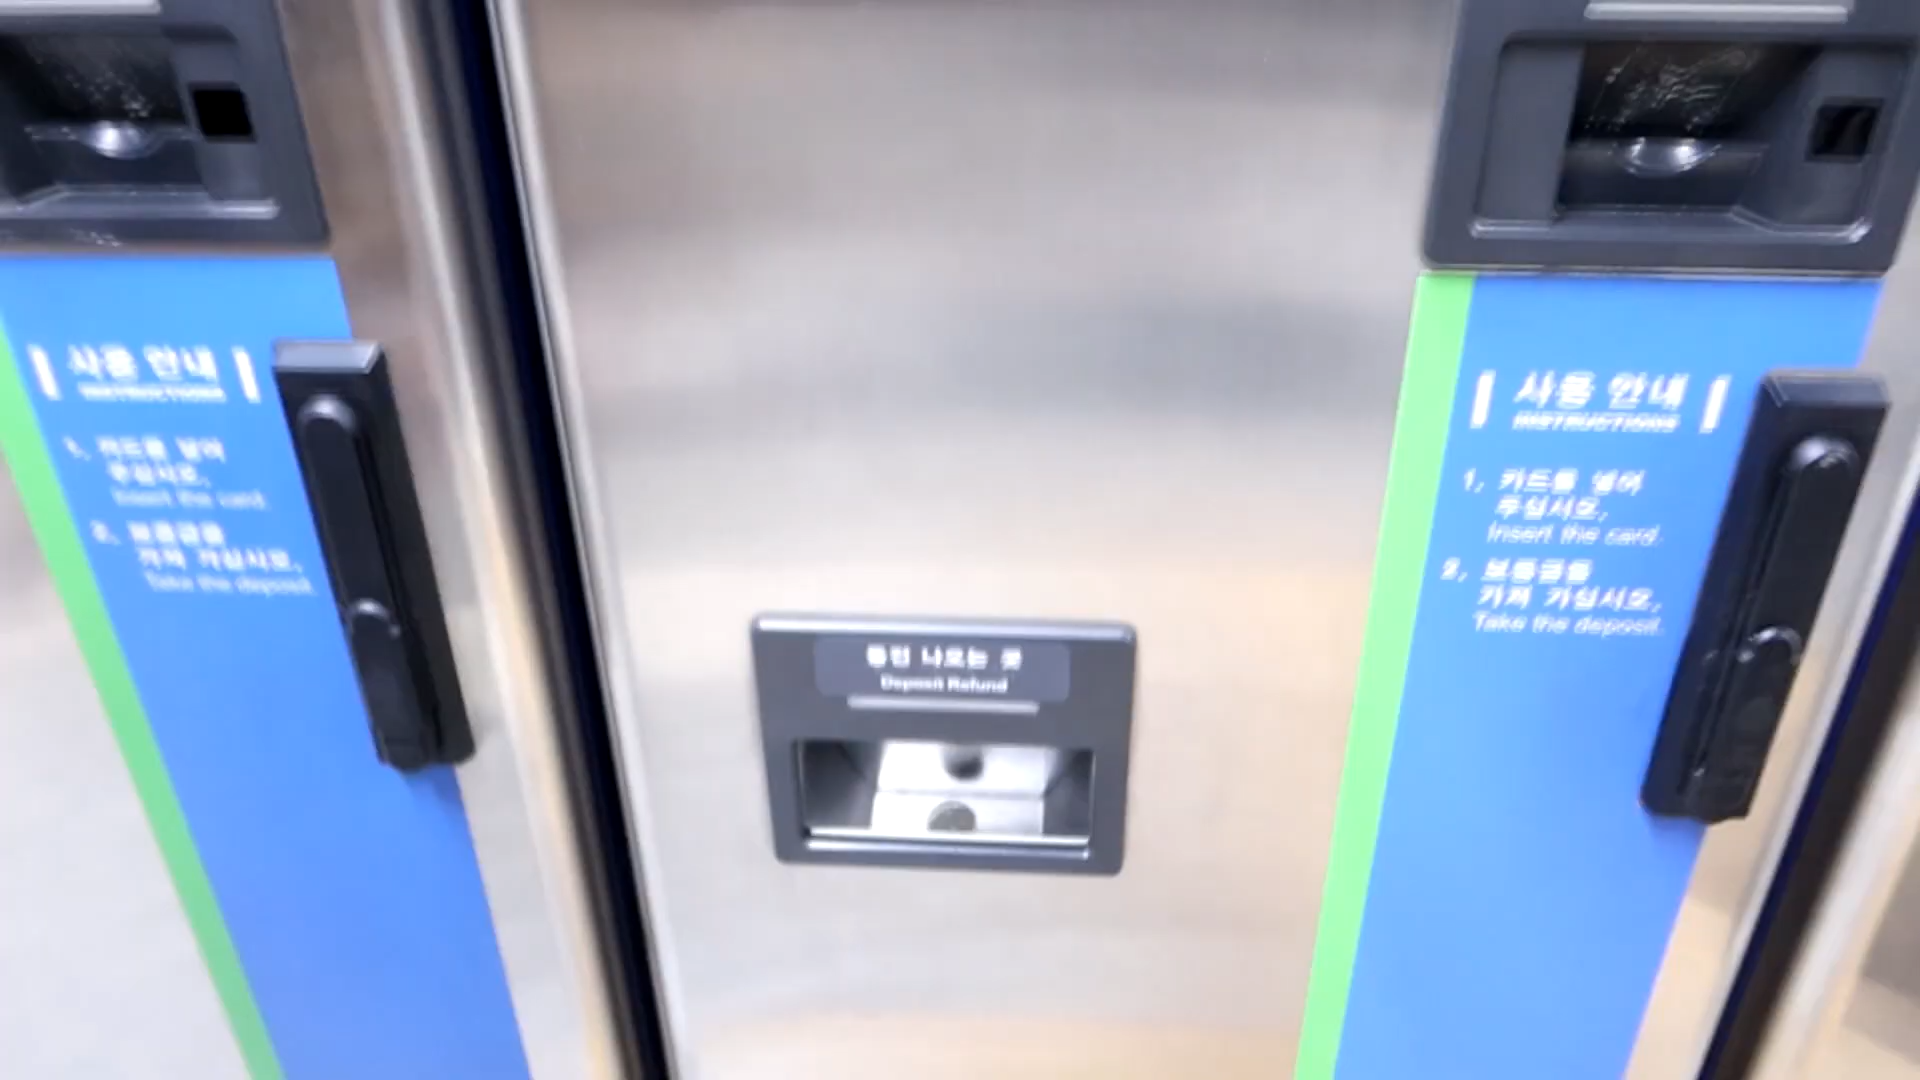 사용 안내
INSTRUCTIONS
1. 카드를 넣어
주십시오.
Insert the card.
2. 보증금을
가져 가십시오.
Take the deposit.
동전 나오는 곳
Deposit Refund
사용 안내
INSTRUCTIONS
1. 카드를 넣어
주십시오.
Insert the card.
2. 보증금을
가져 가십시오.
Take the deposit.